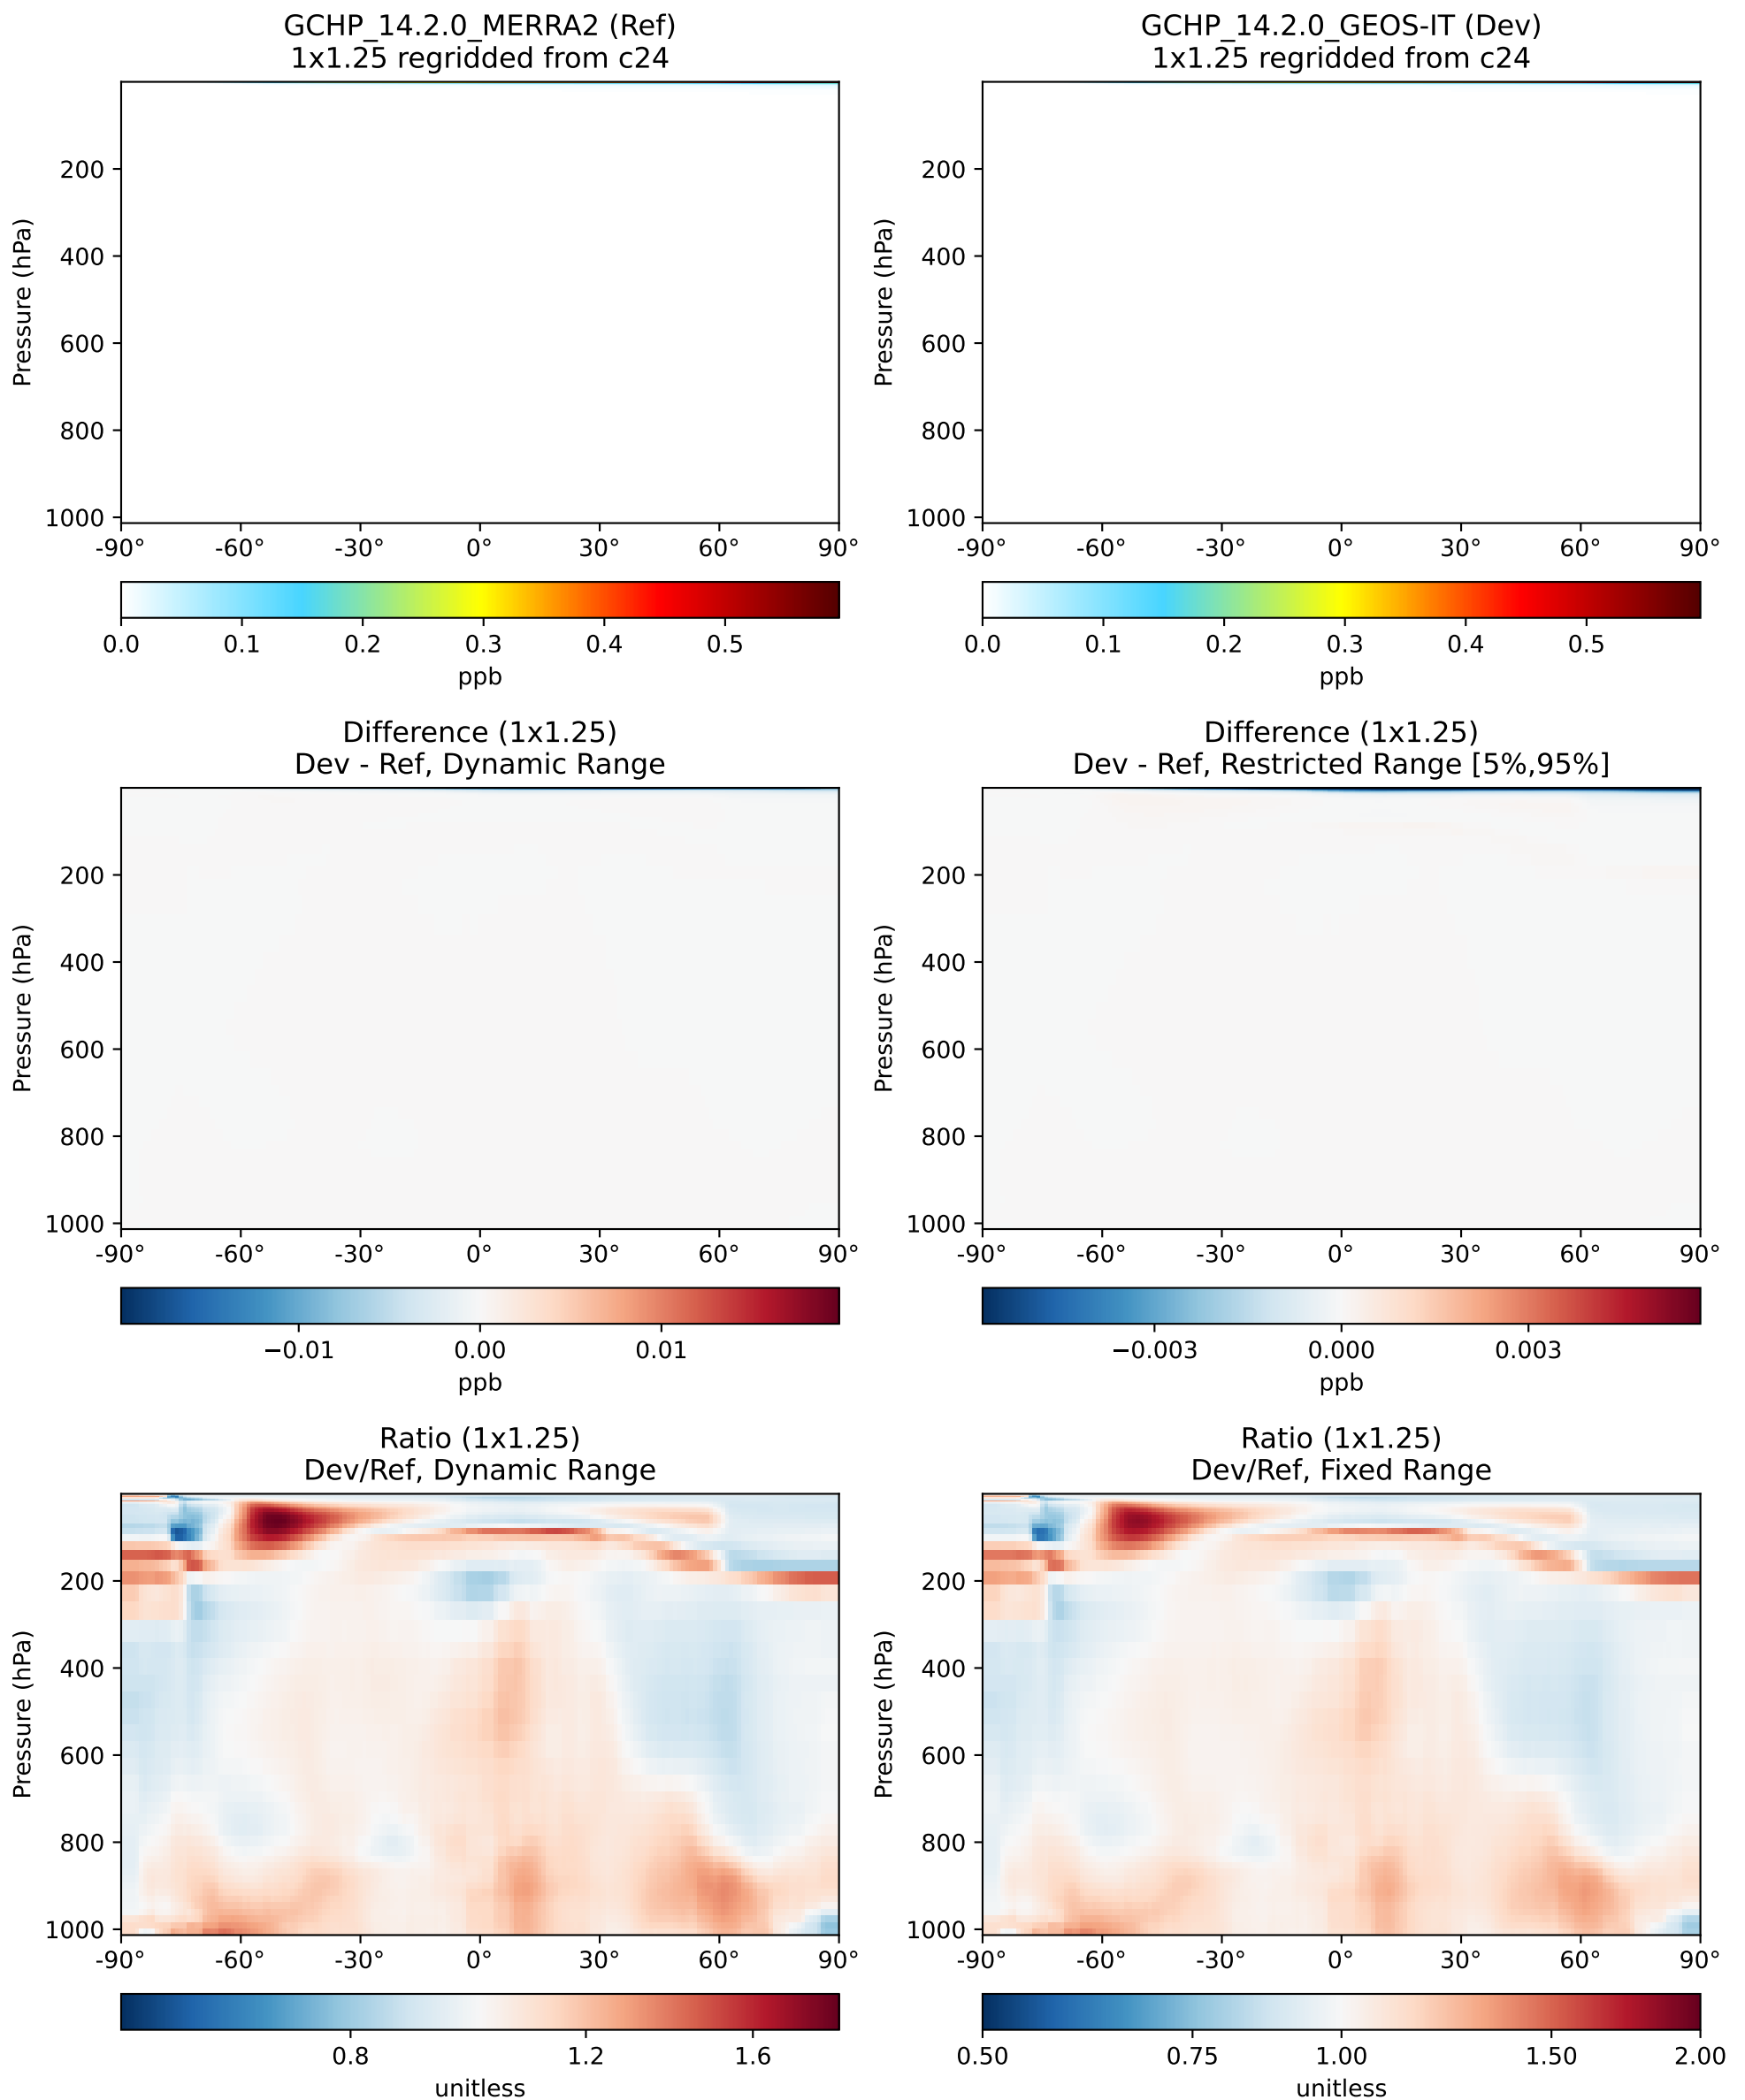 GCHP_14.2.0_MERRA2 (Ref)
1x1.25 regridded from c24
Pressure (hPa)
200
400
600
800
1000
-90° -60° -30° 0° 30° 60° 90°
0.0 0.1 0.2 0.3 0.4 0.5
ppb
GCHP_14.2.0_GEOS-IT (Dev)
1x1.25 regridded from c24
Pressure (hPa)
200
400
600
800
1000
-90° -60° -30° 0° 30° 60° 90°
0.0 0.1 0.2 0.3 0.4 0.5
ppb
Difference (1x1.25)
Dev - Ref, Dynamic Range
Pressure (hPa)
200
400
600
800
1000
-90° -60° -30° 0° 30° 60° 90°
−0.01 0.00 0.01
ppb
Difference (1x1.25)
Dev - Ref, Restricted Range [5%,95%]
Pressure (hPa)
200
400
600
800
1000
-90° -60° -30° 0° 30° 60° 90°
−0.003 0.000 0.003
ppb
Ratio (1x1.25)
Dev/Ref, Dynamic Range
Pressure (hPa)
200
400
600
800
1000
-90° -60° -30° 0° 30° 60° 90°
0.8 1.2 1.6
unitless
Ratio (1x1.25)
Dev/Ref, Fixed Range
Pressure (hPa)
200
400
600
800
1000
-90° -60° -30° 0° 30° 60° 90°
0.50 0.75 1.00 1.50 2.00
unitless